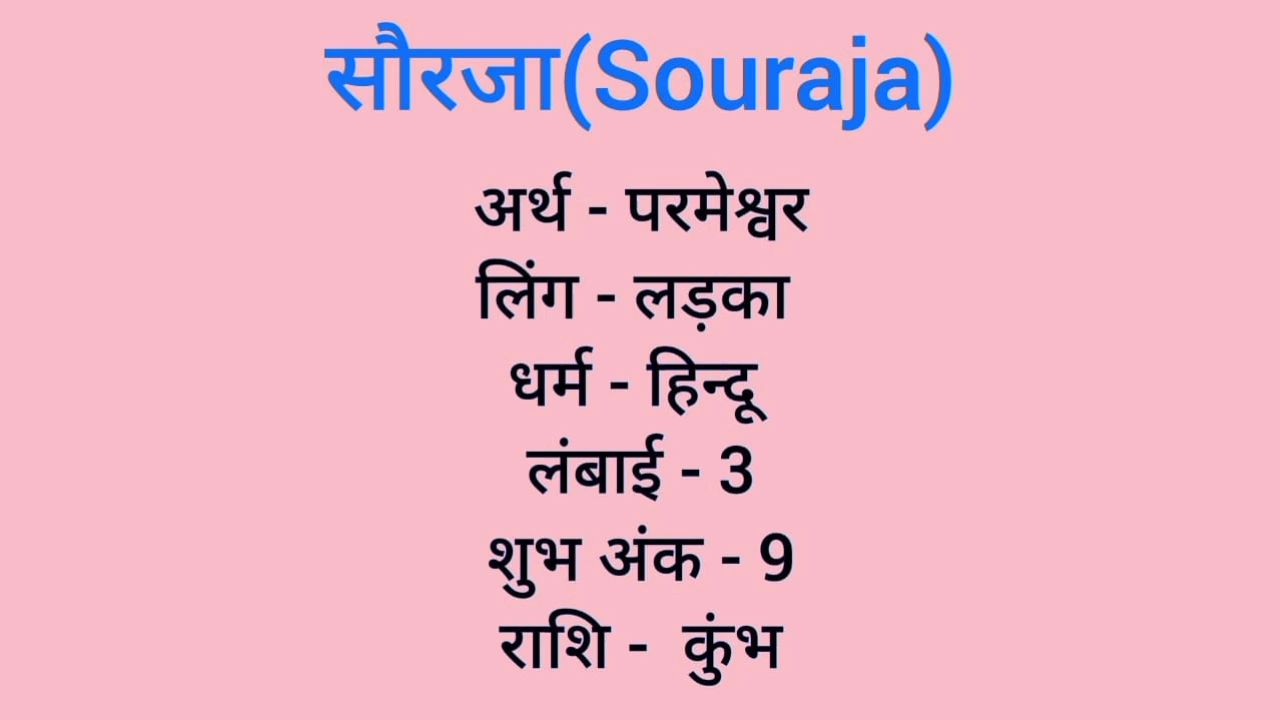 सौरजा(Souraja)
अर्थ - परमेश्वर
लिंग - लड़का
धर्म - हिन्दू
लंबाई - 3
शुभ अंक - 9
राशि - कुंभ